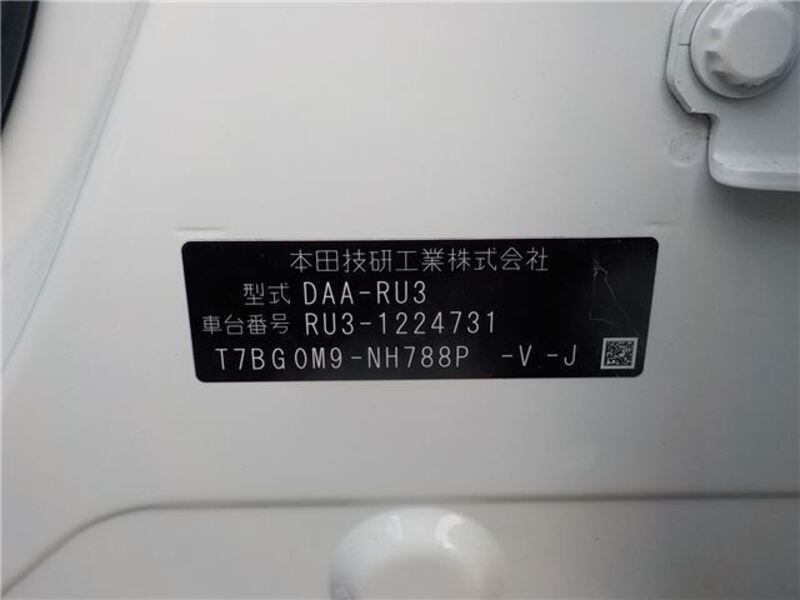 本田技研工業株式会社
型式 DAA-RU3
車台番号 RU3-1224731
T7BG0M9-NH788P -V-J